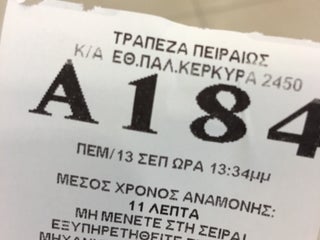 ΤΡΑΠΕΖΑ ΠΕΙΡΑΙΩΣ
Κ/Α ΕΘ.ΠΑΛ.ΚΕΡΚΥΡΑ 2450
Α184
ΠΕΜ/13 ΣΕΠ ΩΡΑ 13:34μμ
ΜΕΣΟΣ ΧΡΟΝΟΣ ΑΝΑΜΟΝΗΣ:
11 ΛΕΠΤΑ
ΜΗ ΜΕΝΕΤΕ ΣΤΗ ΣΕΙΡΑ!
ΕΞΥΠΗΡΕΤΗΘΕΙΤΕ